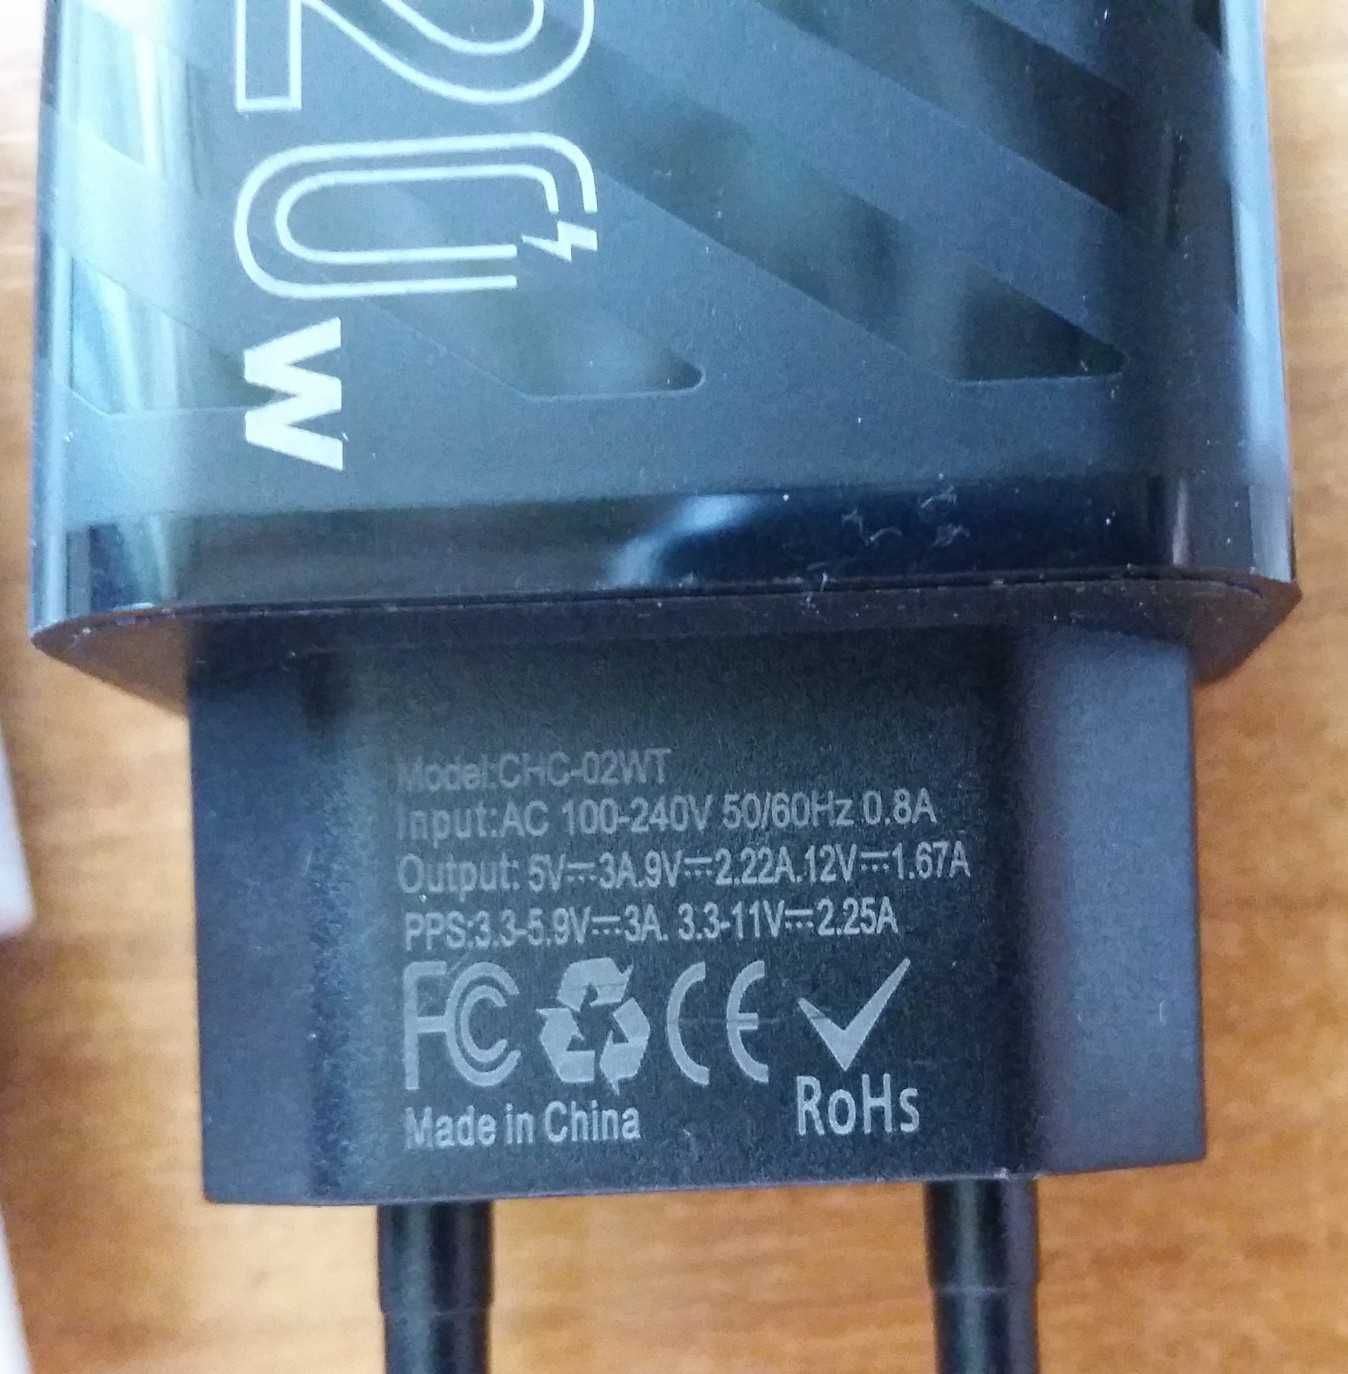 20W
Model:CHC-02WT
Input:AC 100-240V 50/60Hz 0.8A
Output: 5V⎓3A.9V⎓2.22A.12V⎓1.67A
PPS:3.3-5.9V⎓3A. 3.3-11V⎓2.25A
FC CE
RoHs
Made in China